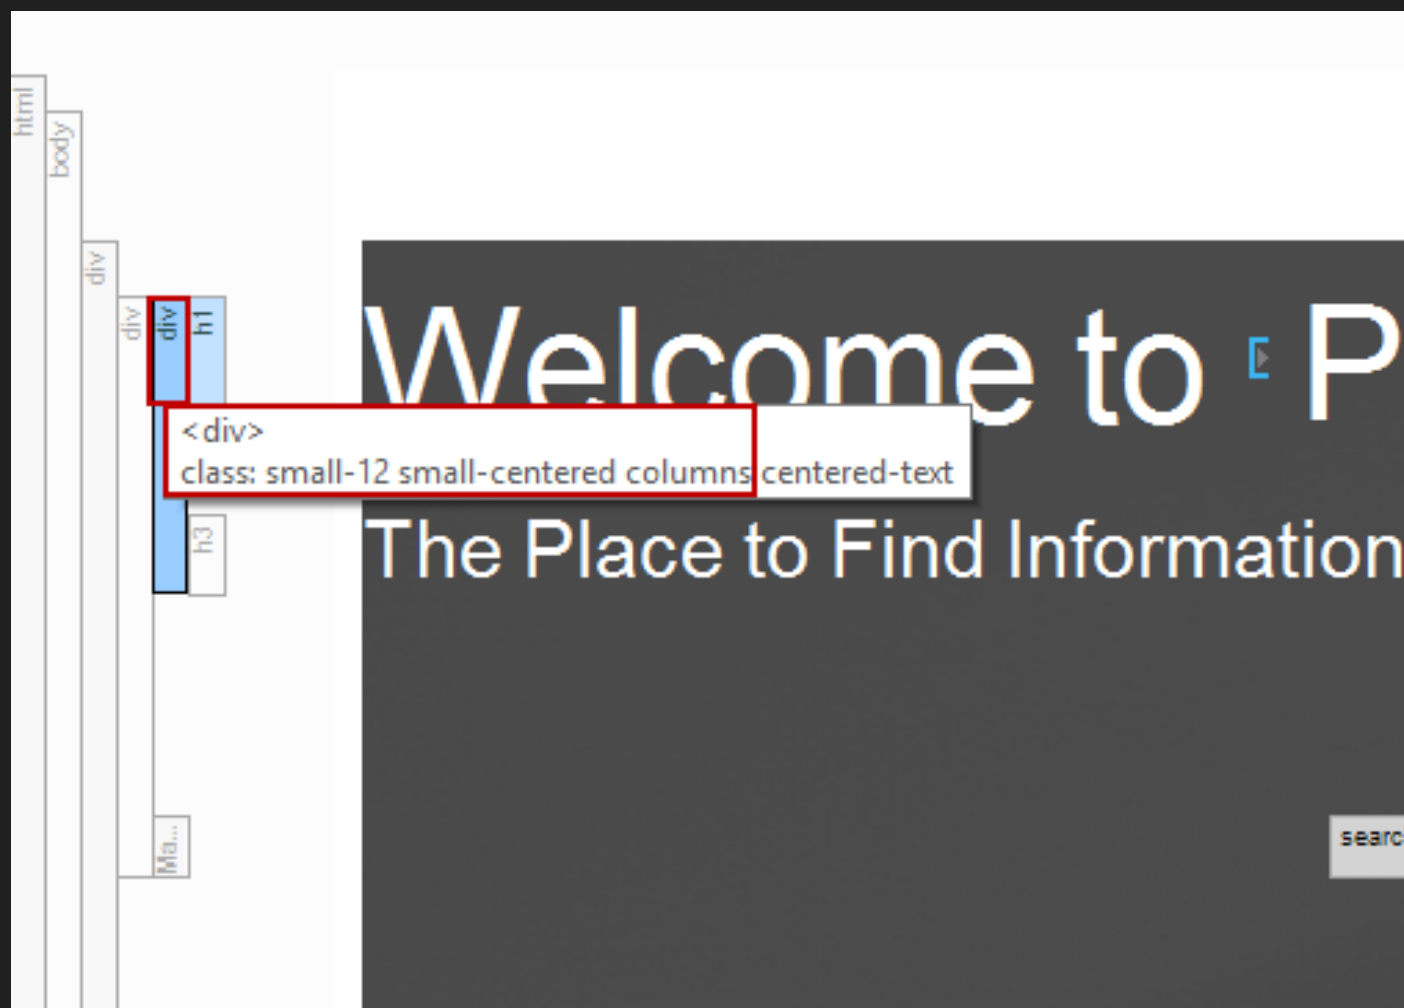 html
body
div
div
div
h1
Welcome to P
<div>
class: small-12 small-centered columns centered-text
h3
The Place to Find Information
Ma...
searc